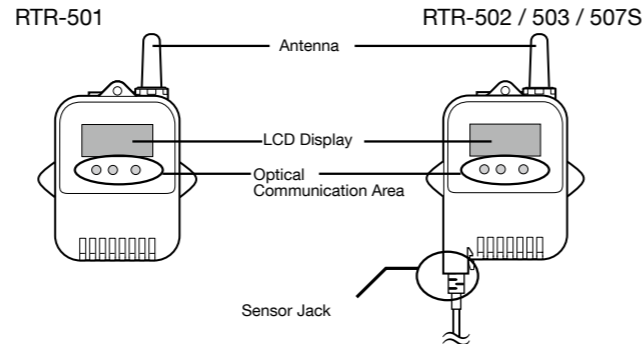 RTR-501
RTR-502 / 503 / 507S
Antenna
LCD Display
Optical
Communication Area
Sensor Jack